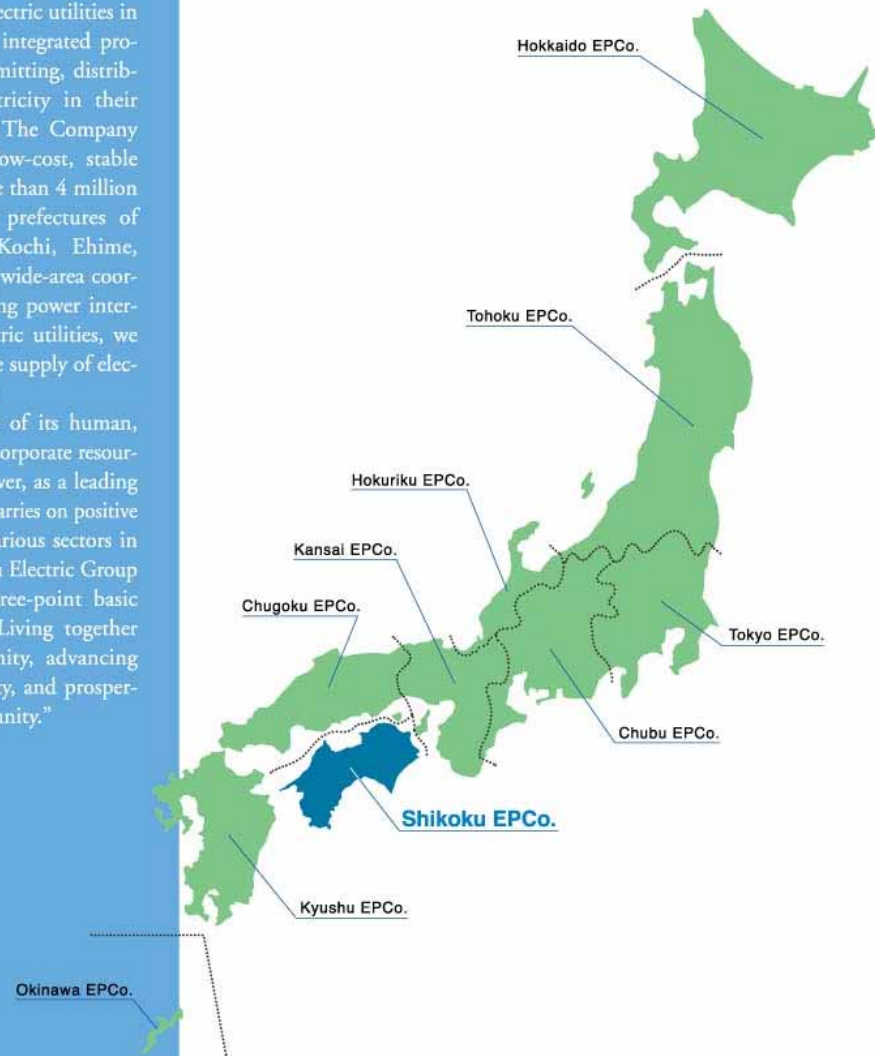 ectric utilities in
integrated pro-
mitting, distrib-
tricity in their
The Company
ow-cost, stable
e than 4 million
prefectures of
Kochi, Ehime,
wide-area coor-
ng power inter-
ric utilities, we
e supply of elec-
of its human,
orporate resour-
ver, as a leading
arries on positive
arious sectors in
u Electric Group
ree-point basic
Living together
nity, advancing
ty, and prosper-
unity.”
Hokkaido EPCo.
Tohoku EPCo.
Hokuriku EPCo.
Kansai EPCo.
Chugoku EPCo.
Tokyo EPCo.
Chubu EPCo.
Shikoku EPCo.
Kyushu EPCo.
Okinawa EPCo.